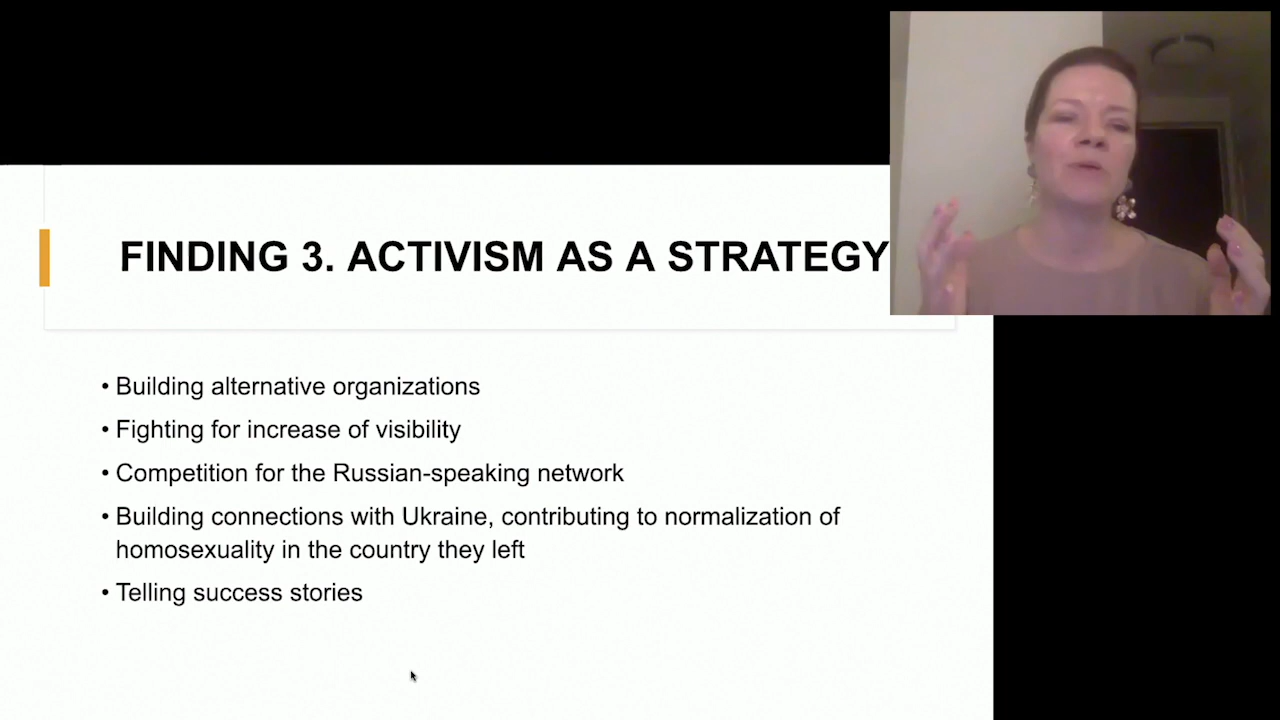 FINDING 3. ACTIVISM AS A STRATEGY
• Building alternative organizations
• Fighting for increase of visibility
• Competition for the Russian-speaking network
• Building connections with Ukraine, contributing to normalization of
homosexuality in the country they left
• Telling success stories